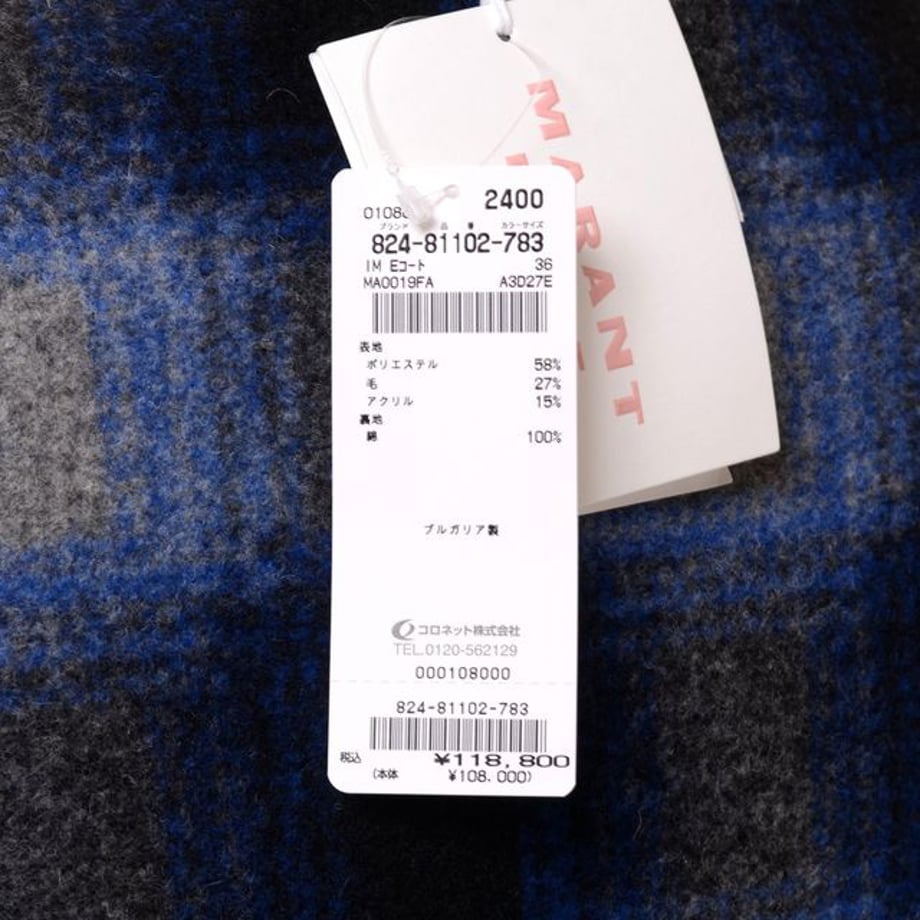 MARANT
2400
0108
ブランド 品 番 カラーサイズ
824-81102-783
IM Eコート 36
MA0019FA A3D27E
表地
ポリエステル 58%
毛 27%
アクリル 15%
裏地
綿 100%
ブルガリア製
コロネット株式会社
TEL.0120-562129
000108000
824-81102-783
税込 ¥118,800
(本体 ¥108.000)